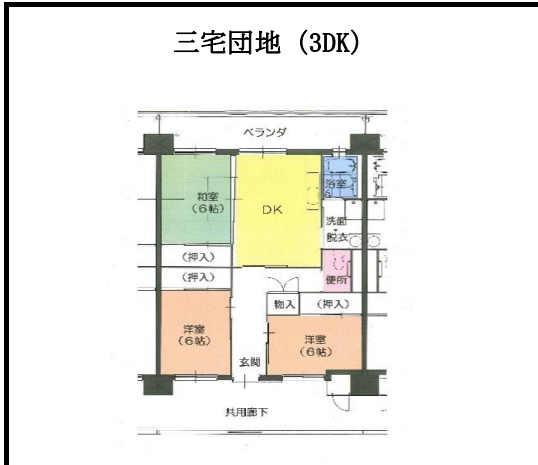 三宅団地 (3DK)
ベランダ
浴室
和室
(6帖)
DK
洗面
・
脱衣
(押入)
(押入)
便所
物入
(押入)
洋室
(6帖)
洋室
(6帖)
玄関
共用廊下